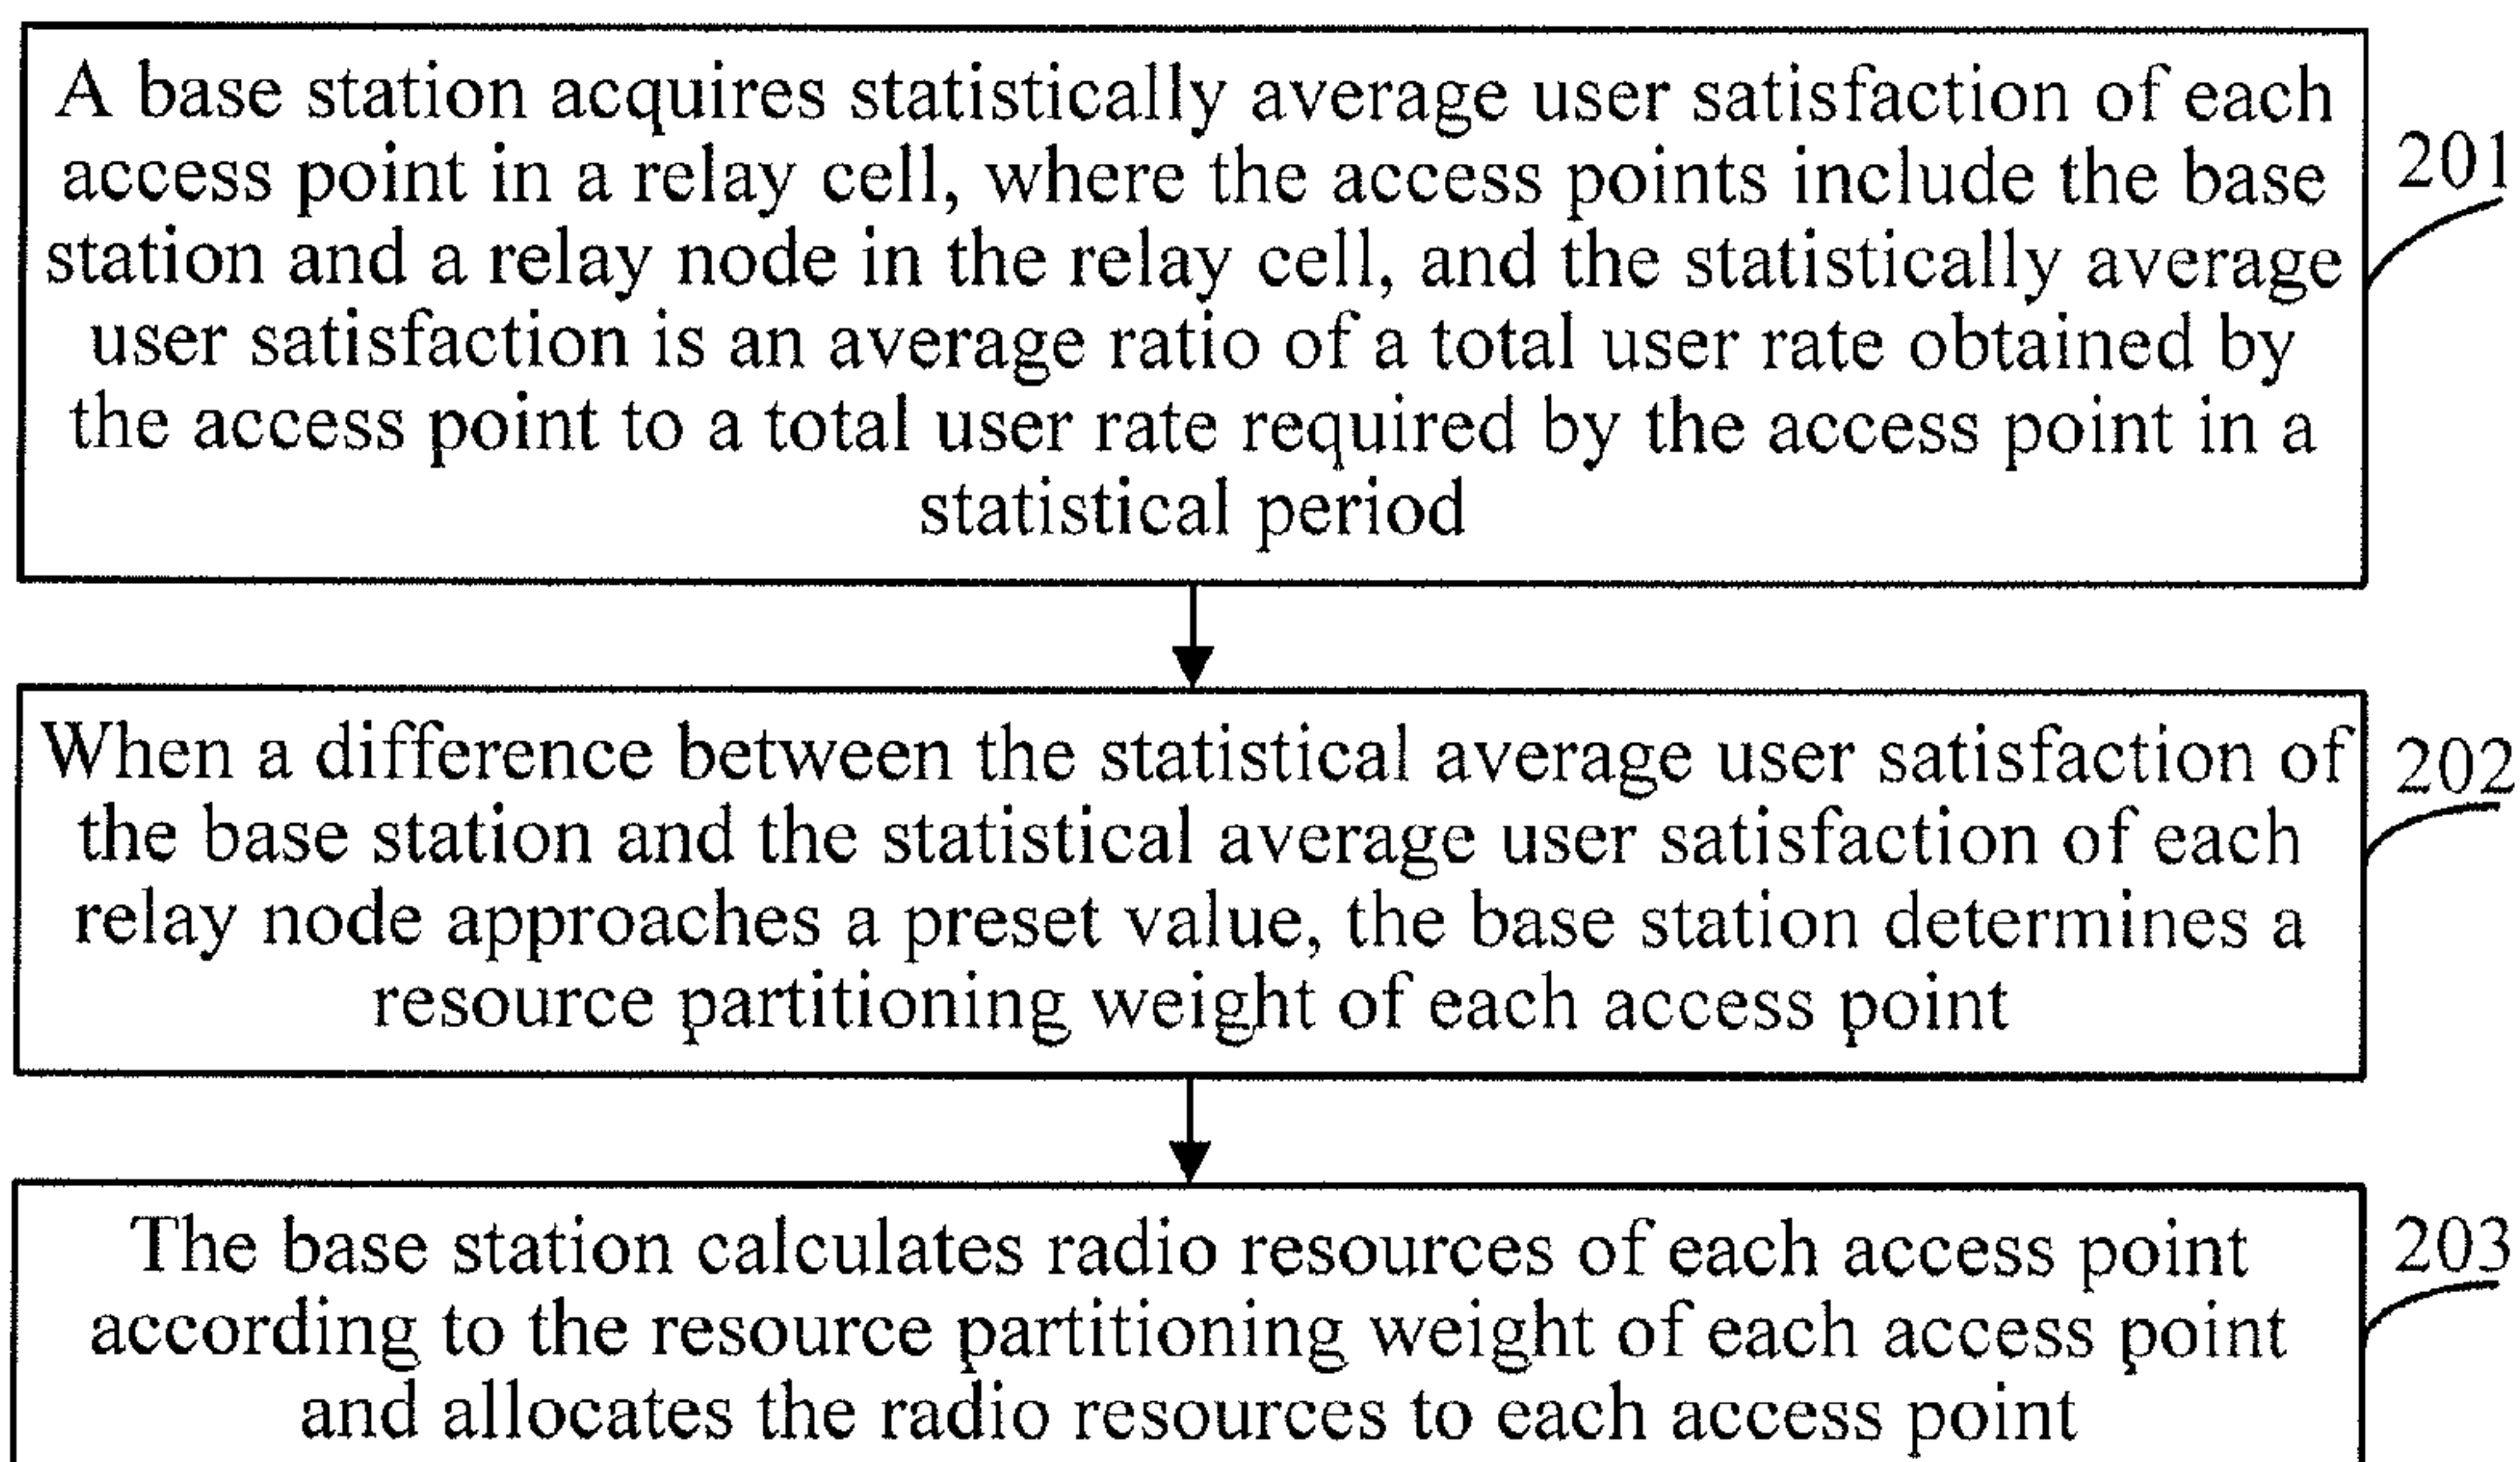 A base station acquires statistically average user satisfaction of each
access point in a relay cell, where the access points include the base
station and a relay node in the relay cell, and the statistically average
user satisfaction is an average ratio of a total user rate obtained by
the access point to a total user rate required by the access point in a
statistical period
201
When a difference between the statistical average user satisfaction of
the base station and the statistical average user satisfaction of each
relay node approaches a preset value, the base station determines a
resource partitioning weight of each access point
202
The base station calculates radio resources of each access point
according to the resource partitioning weight of each access point
and allocates the radio resources to each access point
203